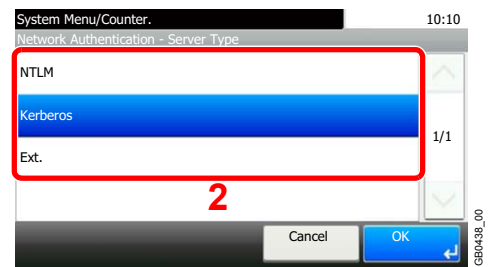 System Menu/Counter. 10:10
Network Authentication - Server Type
NTLM
Kerberos
1/1
Ext.
2
Cancel OK
GB0438_00